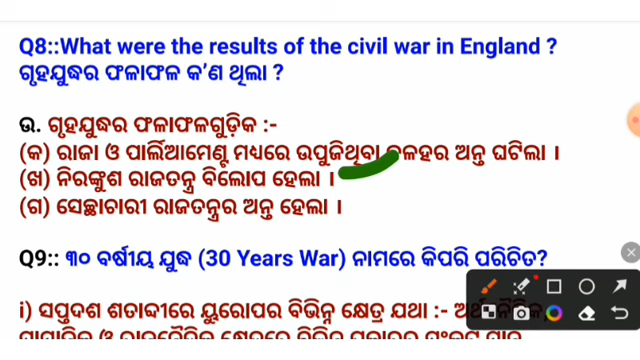 Q8::What were the results of the civil war in England ?
ଗୃହଯୁଦ୍ଧର ଫଳାଫଳ କ'ଣ ଥିଲା ?
ଉ. ଗୃହଯୁଦ୍ଧର ଫଳାଫଳଗୁଡ଼ିକ :-
(କ) ରାଜା ଓ ପାର୍ଲିଆମେଣ୍ଟ ମଧ୍ୟରେ ଉପୁଜିଥିବା କଳହର ଅନ୍ତ ଘଟିଲା ।
(ଖ) ନିରଙ୍କୁଶ ରାଜତନ୍ତ୍ର ବିଲୋପ ହେଲା ।
(ଗ) ସେଚ୍ଛାଚାରୀ ରାଜତନ୍ତ୍ରର ଅନ୍ତ ହେଲା ।
Q9:: ୩୦ ବର୍ଷୀୟ ଯୁଦ୍ଧ (30 Years War) ନାମରେ କିପରି ପରିଚିତ?
i) ସପ୍ତଦଶ ଶତାବ୍ଦୀରେ ୟୁରୋପର ବିଭିନ୍ନ କ୍ଷେତ୍ର ଯଥା :-